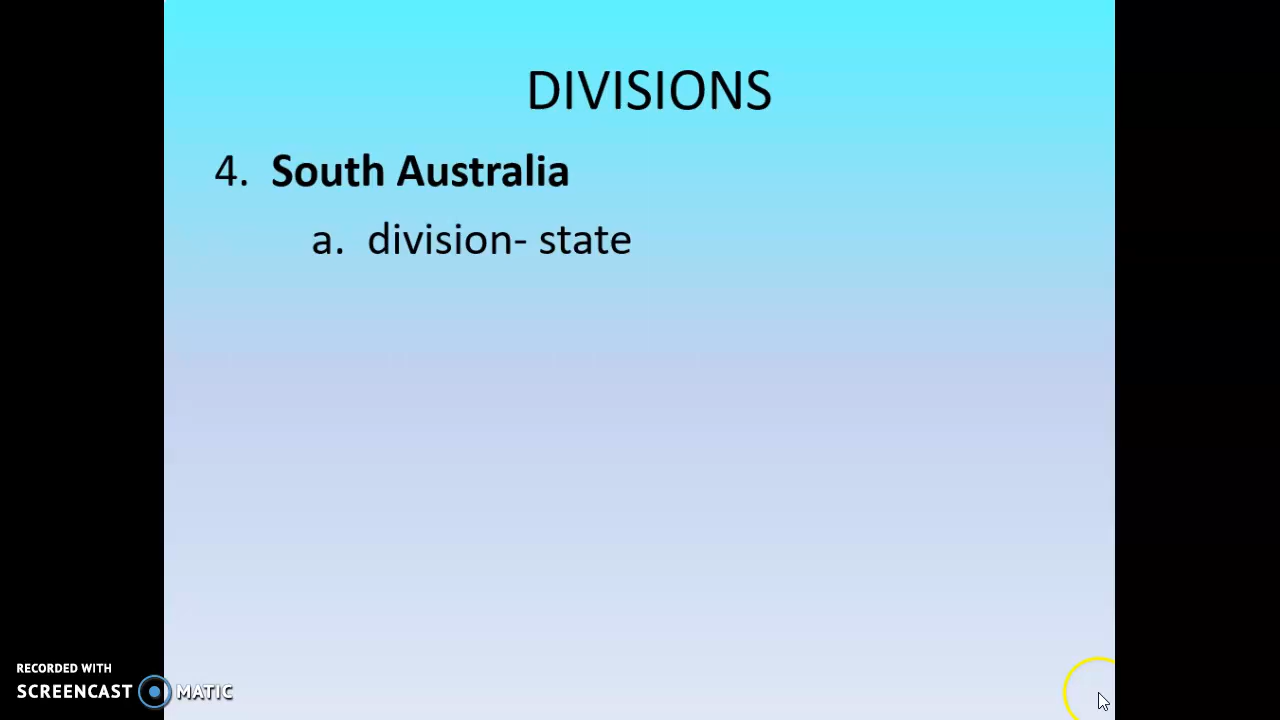 DIVISIONS
4. South Australia
a. division- state
RECORDED WITH
SCREENCAST MATIC